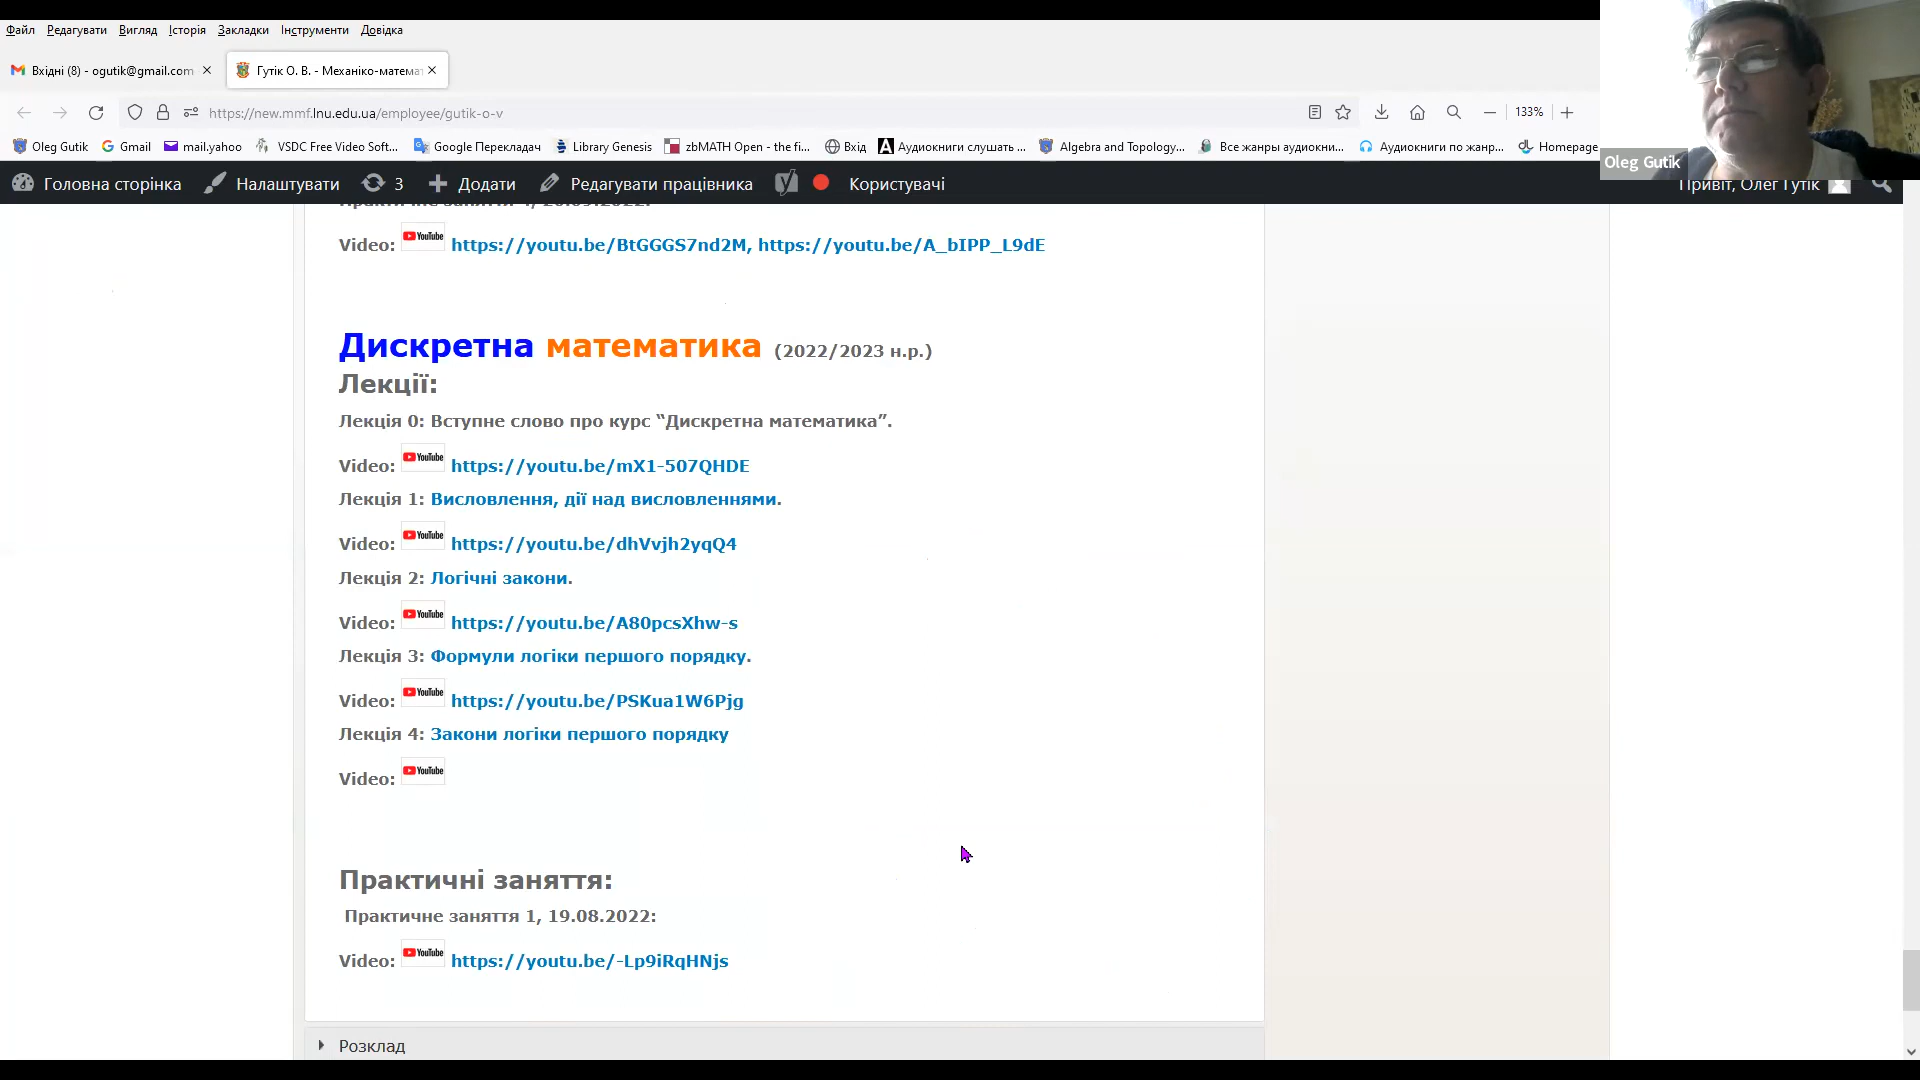 Файл Редагувати Вигляд Історія Закладки Інструменти Довідка
Вхідні (8) - ogutik@gmail.com
Гутік О. В. - Механіко-матема
https://new.mmf.lnu.edu.ua/employee/gutik-o-v
133%
Oleg Gutik Gmail mail.yahoo VSDC Free Video Soft... Google Перекладач Library Genesis zbMATH Open - the fi... Вхід Аудиокниги слушать ... Algebra and Topology... Все жанры аудиокни... Аудиокниги по жанр... Homepage
Oleg Gutik
Головна сторінка Налаштувати 3 Додати Редагувати працівника Користувачі Привіт, Олег Гутік
Video: YouTube https://youtu.be/BtGGGS7nd2M, https://youtu.be/A_bIPP_L9dE
Дискретна математика (2022/2023 н.р.)
Лекції:
Лекція 0: Вступне слово про курс “Дискретна математика”.
Video: YouTube https://youtu.be/mX1-507QHDE
Лекція 1: Висловлення, дії над висловленнями.
Video: YouTube https://youtu.be/dhVvjh2yqQ4
Лекція 2: Логічні закони.
Video: YouTube https://youtu.be/A80pcsXhw-s
Лекція 3: Формули логіки першого порядку.
Video: YouTube https://youtu.be/PSKua1W6Pjg
Лекція 4: Закони логіки першого порядку
Video: YouTube
Практичні заняття:
Практичне заняття 1, 19.08.2022:
Video: YouTube https://youtu.be/-Lp9iRqHNjs
Розклад